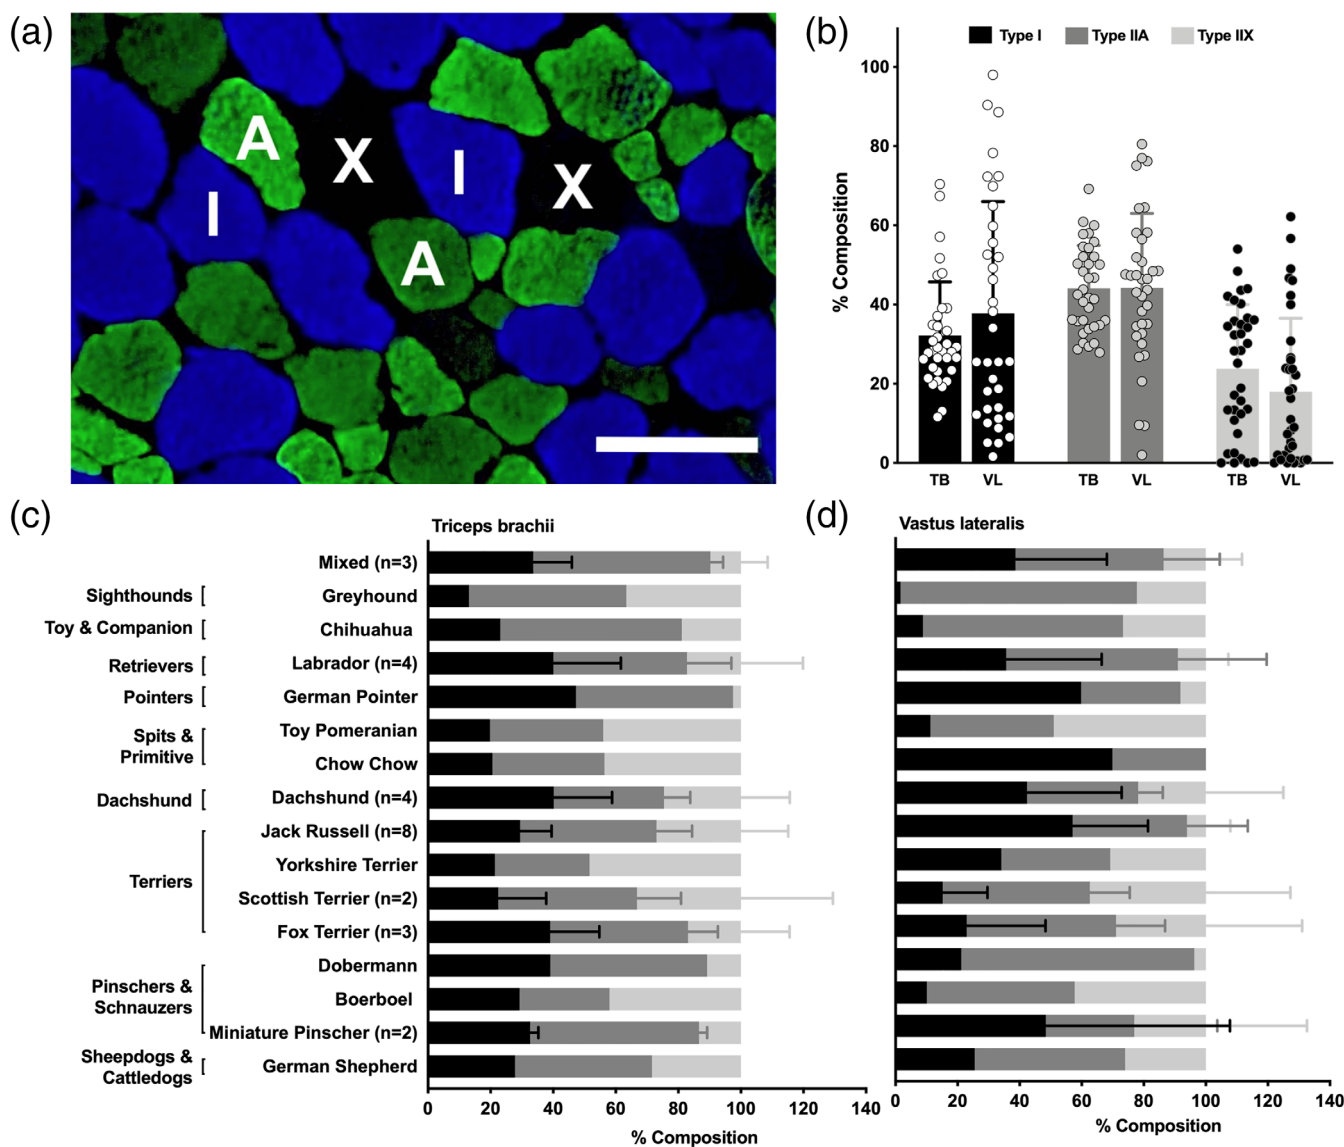 (a)
A
X
I
X
I
A
(b)
Type I Type IIA Type IIX
100
80
60
40
20
0
% Composition
TB VL TB VL TB VL
(c)
Triceps brachii
Mixed (n=3)
Sighthounds [ Greyhound
Toy & Companion [ Chihuahua
Retrievers [ Labrador (n=4)
Pointers [ German Pointer
Spits &
Primitive
Toy Pomeranian
Chow Chow
Dachshund [ Dachshund (n=4)
Terriers
Jack Russell (n=8)
Yorkshire Terrier
Scottish Terrier (n=2)
Fox Terrier (n=3)
Pinschers &
Schnauzers
Dobermann
Boerboel
Miniature Pinscher (n=2)
Sheepdogs &
Cattledogs
German Shepherd
0 20 40 60 80 100 120 140
% Composition
(d)
Vastus lateralis
0 20 40 60 80 100 120 140
% Composition